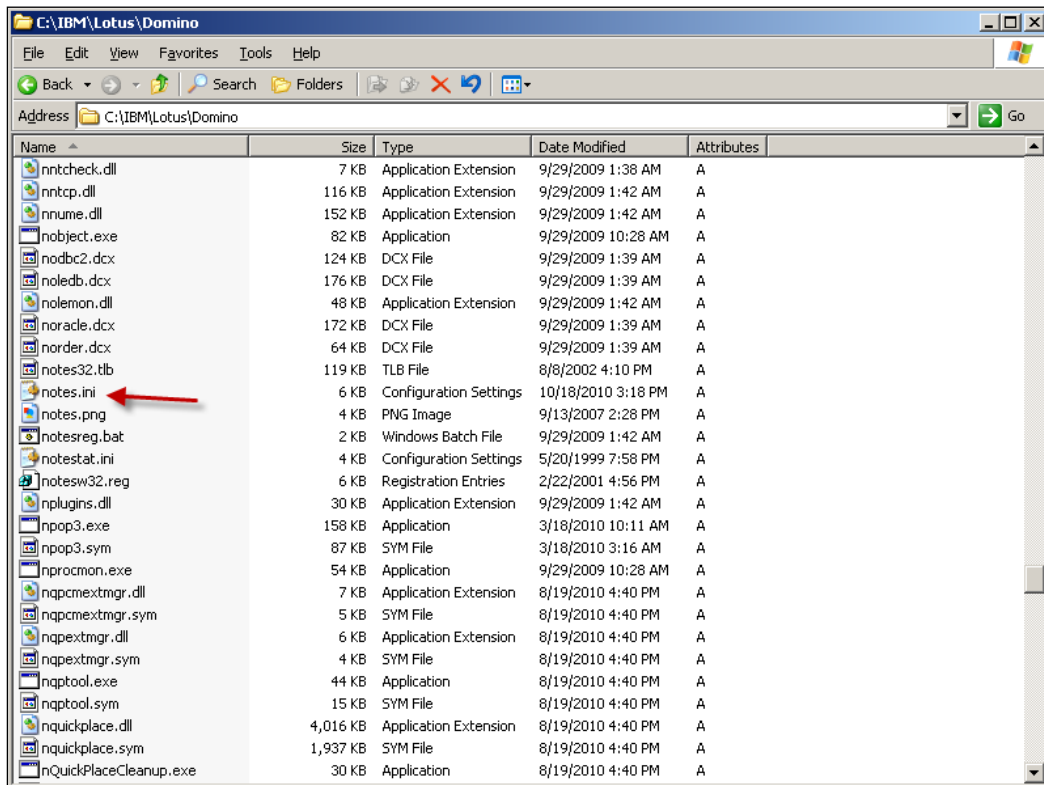 C:\IBM\Lotus\Domino
File Edit View Favorites Tools Help
Back Search Folders
Address C:\IBM\Lotus\Domino Go
Name Size Type Date Modified Attributes
nntcheck.dll 7 KB Application Extension 9/29/2009 1:38 AM A
nntcp.dll 116 KB Application Extension 9/29/2009 1:42 AM A
nnume.dll 152 KB Application Extension 9/29/2009 1:42 AM A
nobject.exe 82 KB Application 9/29/2009 10:28 AM A
nodbc2.dcx 124 KB DCX File 9/29/2009 1:39 AM A
noledb.dcx 176 KB DCX File 9/29/2009 1:39 AM A
nolemon.dll 48 KB Application Extension 9/29/2009 1:42 AM A
noracle.dcx 172 KB DCX File 9/29/2009 1:39 AM A
norder.dcx 64 KB DCX File 9/29/2009 1:39 AM A
notes32.tlb 119 KB TLB File 8/8/2002 4:10 PM A
notes.ini 6 KB Configuration Settings 10/18/2010 3:18 PM A
notes.png 4 KB PNG Image 9/13/2007 2:28 PM A
notesreg.bat 2 KB Windows Batch File 9/29/2009 1:42 AM A
notestat.ini 4 KB Configuration Settings 5/20/1999 7:58 PM A
notesw32.reg 6 KB Registration Entries 2/22/2001 4:56 PM A
nplugins.dll 30 KB Application Extension 9/29/2009 1:42 AM A
npop3.exe 158 KB Application 3/18/2010 10:11 AM A
npop3.sym 87 KB SYM File 3/18/2010 3:16 AM A
nprocmon.exe 54 KB Application 9/29/2009 10:28 AM A
nqpcmextmgr.dll 7 KB Application Extension 8/19/2010 4:40 PM A
nqpcmextmgr.sym 5 KB SYM File 8/19/2010 4:40 PM A
nqpextmgr.dll 6 KB Application Extension 8/19/2010 4:40 PM A
nqpextmgr.sym 4 KB SYM File 8/19/2010 4:40 PM A
nqptool.exe 44 KB Application 8/19/2010 4:40 PM A
nqptool.sym 15 KB SYM File 8/19/2010 4:40 PM A
nquickplace.dll 4,016 KB Application Extension 8/19/2010 4:40 PM A
nquickplace.sym 1,937 KB SYM File 8/19/2010 4:40 PM A
nQuickPlaceCleanup.exe 30 KB Application 8/19/2010 4:40 PM A